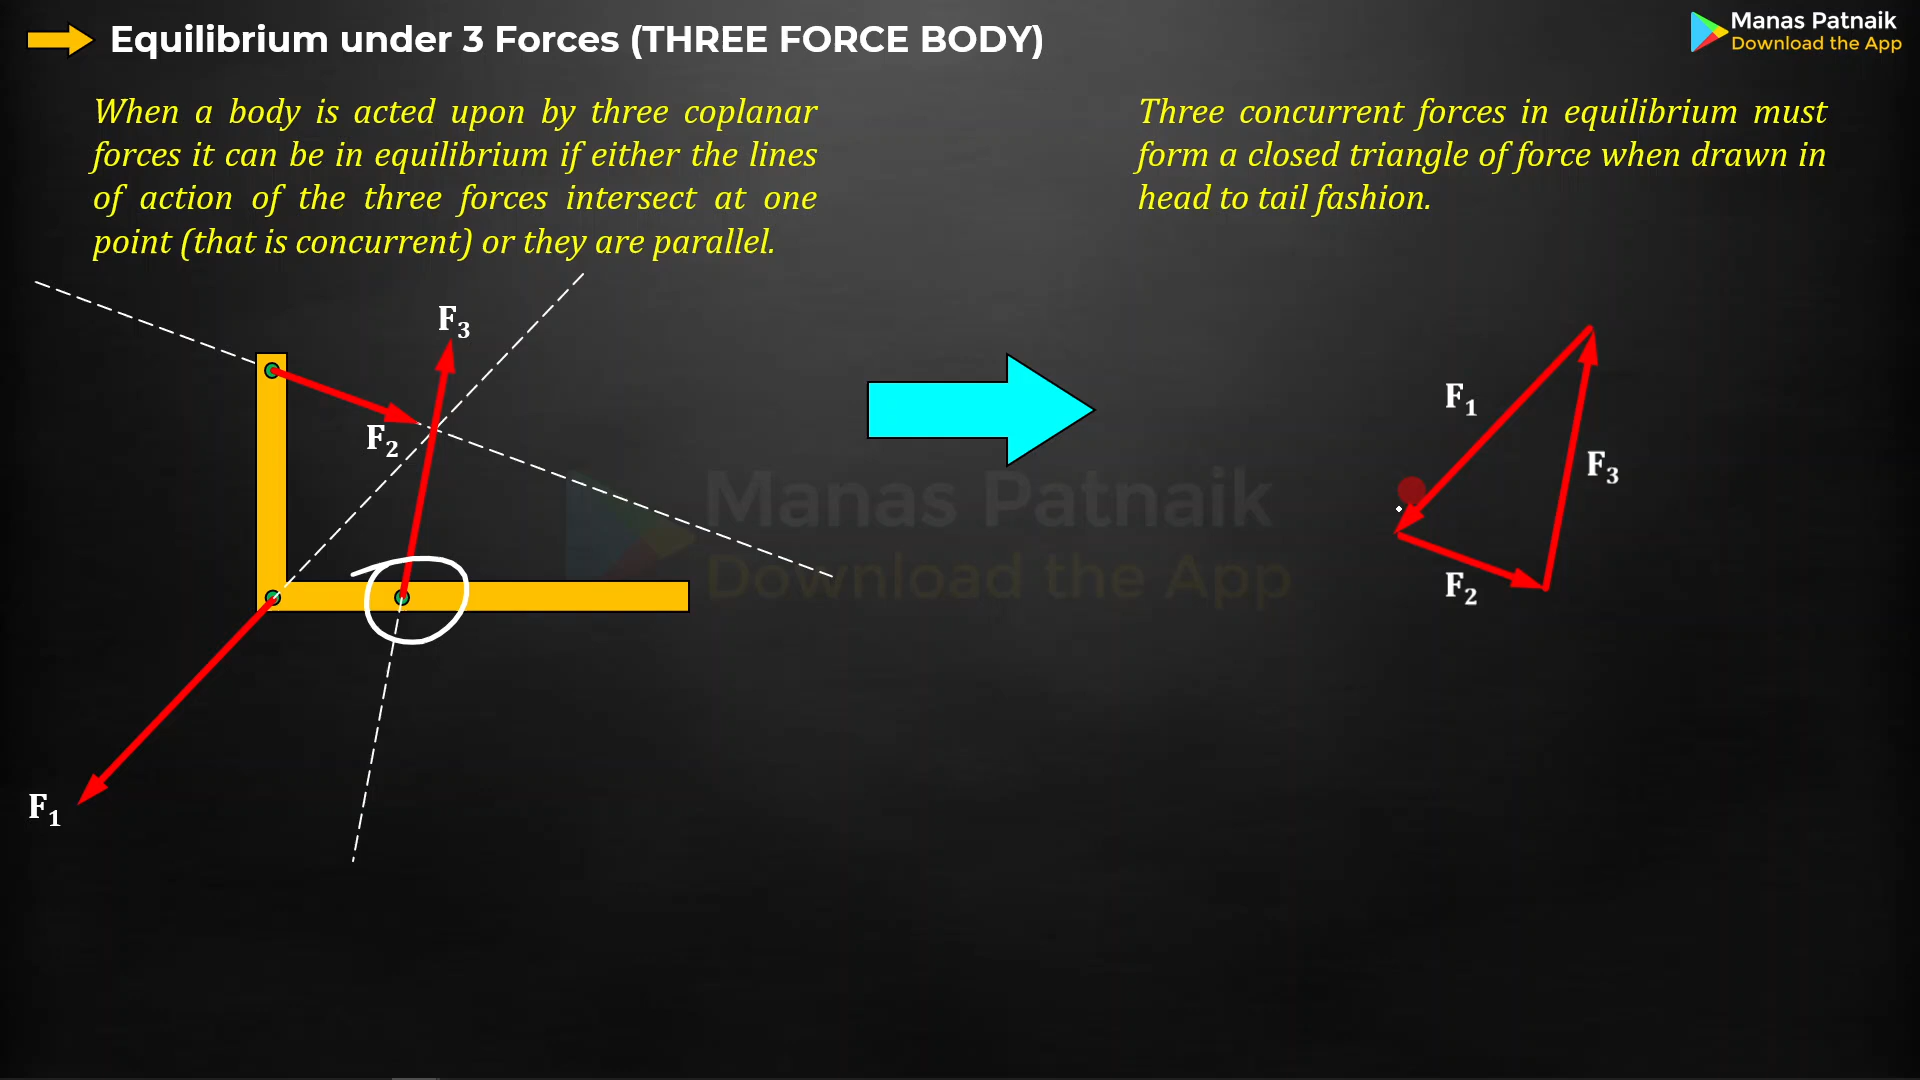 Equilibrium under 3 Forces (THREE FORCE BODY)
Manas Patnaik
Download the App
When a body is acted upon by three coplanar
forces it can be in equilibrium if either the lines
of action of the three forces intersect at one
point (that is concurrent) or they are parallel.
Three concurrent forces in equilibrium must
form a closed triangle of force when drawn in
head to tail fashion.
F₃
F₂
F₁
F₁
F₃
F₂
Manas Patnaik
Download the App